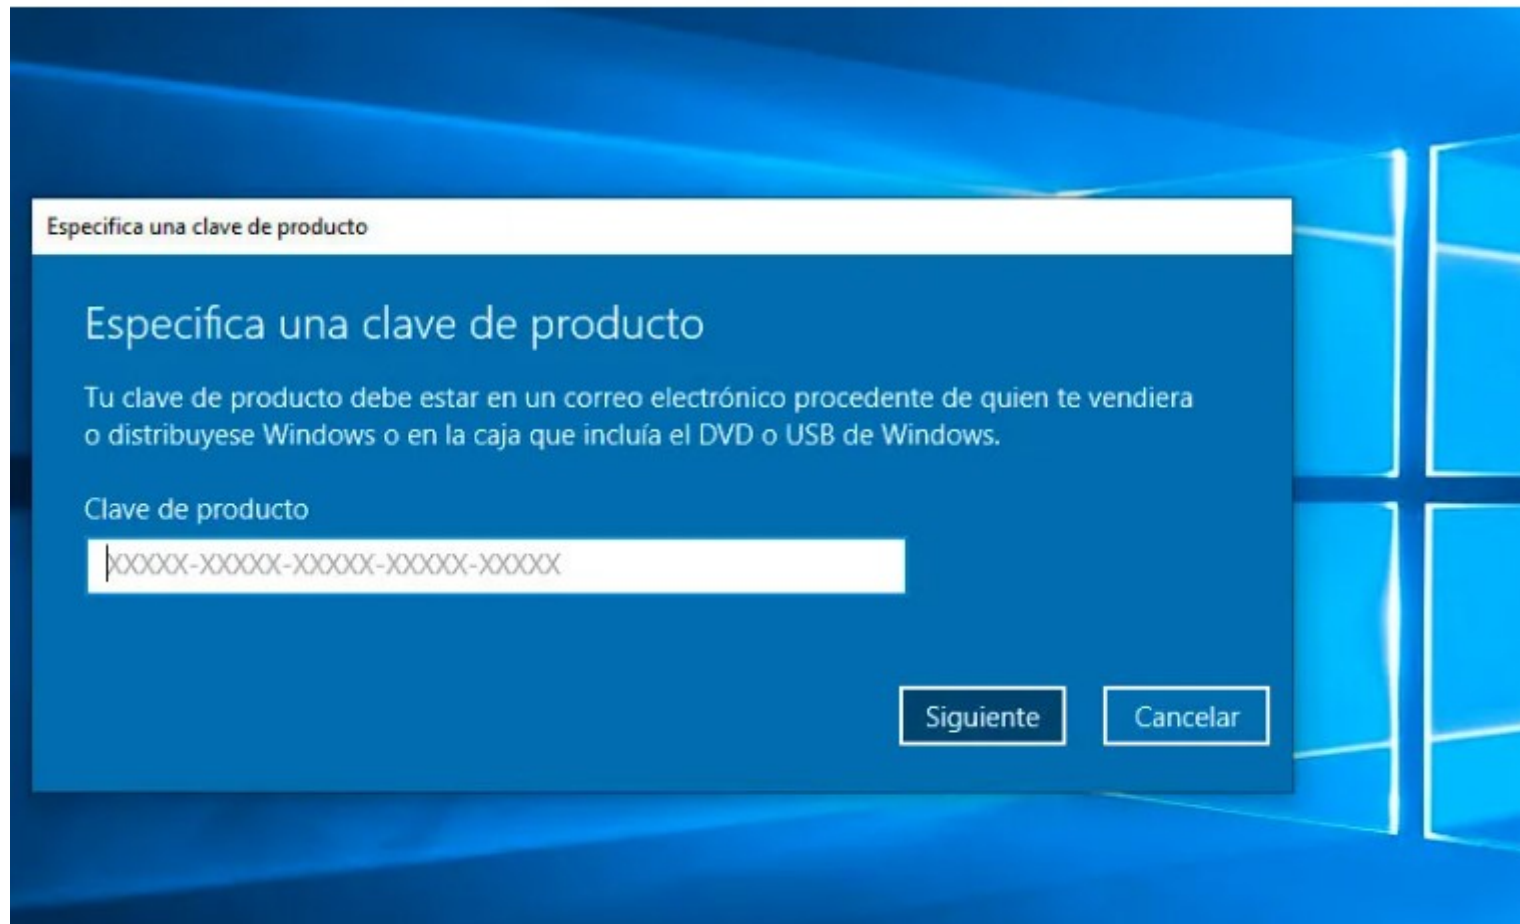 Especifica una clave de producto
Especifica una clave de producto
Tu clave de producto debe estar en un correo electrónico procedente de quien te vendiera
o distribuyese Windows o en la caja que incluía el DVD o USB de Windows.
Clave de producto
XXXXX-XXXXX-XXXXX-XXXXX-XXXXX
Siguiente Cancelar